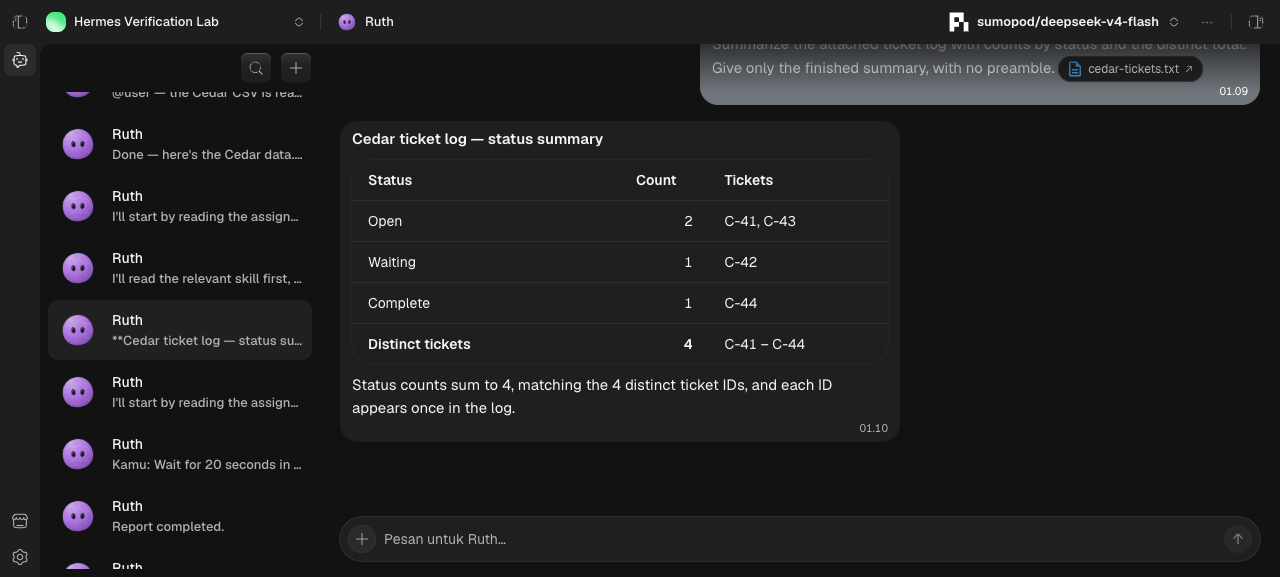 Hermes Verification Lab
Ruth
sumopod/deepseek-v4-flash
@user — the Cedar CSV is rea...
Ruth
Done — here's the Cedar data....
Ruth
I'll start by reading the assign...
Ruth
I'll read the relevant skill first, ...
Ruth
**Cedar ticket log — status su...
Ruth
I'll start by reading the assign...
Ruth
Kamu: Wait for 20 seconds in ...
Ruth
Report completed.
Ruth
Summarize the attached ticket log with counts by status and the distinct total.
Give only the finished summary, with no preamble. cedar-tickets.txt ↗
01.09
Cedar ticket log — status summary
Status Count Tickets
Open 2 C-41, C-43
Waiting 1 C-42
Complete 1 C-44
Distinct tickets 4 C-41 – C-44
Status counts sum to 4, matching the 4 distinct ticket IDs, and each ID
appears once in the log.
01.10
Pesan untuk Ruth...